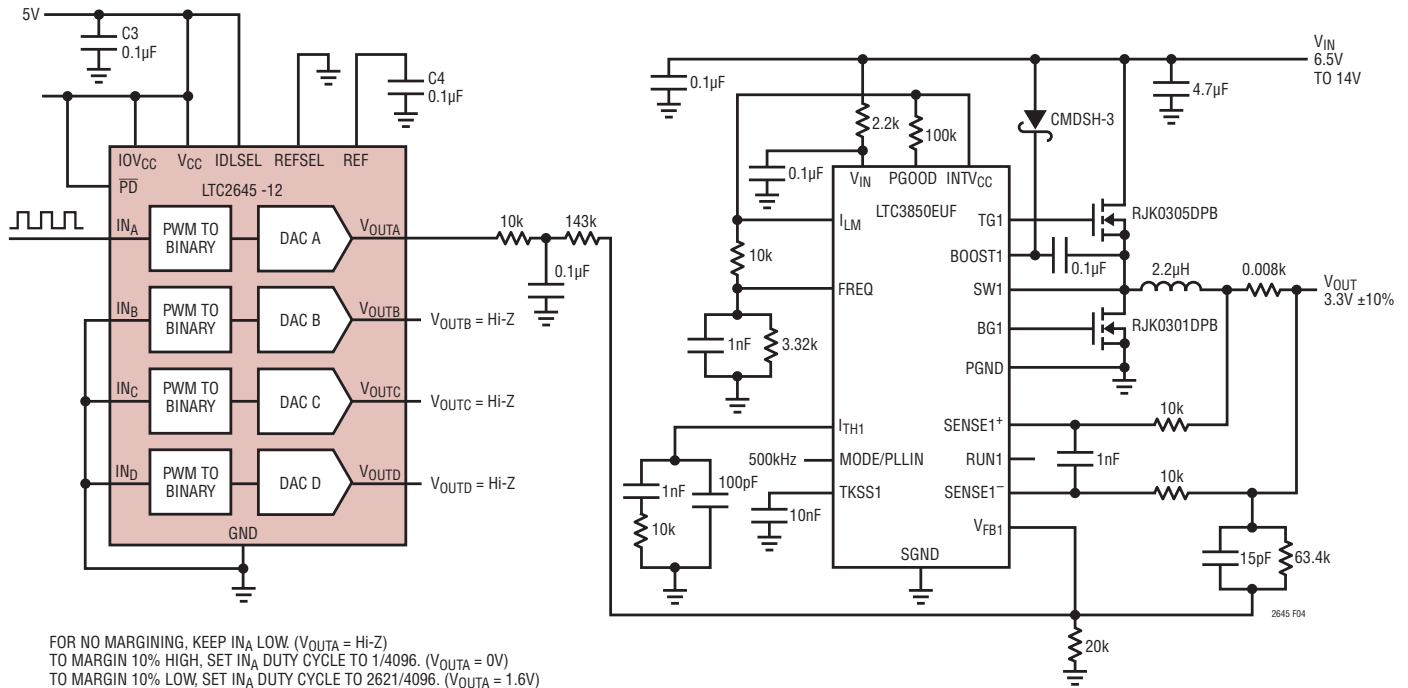 5V
C3
0.1µF
C4
0.1µF
IOVCC VCC IDLSEL REFSEL REF
PD
LTC2645 -12
INA
PWM TO
BINARY
DAC A
VOUTA
INB
PWM TO
BINARY
DAC B
VOUTB
VOUTB = Hi-Z
INC
PWM TO
BINARY
DAC C
VOUTC
VOUTC = Hi-Z
IND
PWM TO
BINARY
DAC D
VOUTD
VOUTD = Hi-Z
GND
10k
143k
0.1µF
0.1µF
2.2k
100k
0.1µF
VIN PGOOD INTVCC
LTC3850EUF
ILM
10k
FREQ
1nF
3.32k
ITH1
1nF
100pF
10k
500kHz
MODE/PLLIN
TKSS1
10nF
SGND
TG1
BOOST1
SW1
BG1
PGND
SENSE1+
RUN1
SENSE1–
VFB1
CMDSH-3
4.7µF
VIN
6.5V
TO 14V
RJK0305DPB
0.1µF
2.2µH
0.008k
VOUT
3.3V ±10%
RJK0301DPB
10k
1nF
10k
15pF
63.4k
20k
2645 F04
FOR NO MARGINING, KEEP INA LOW. (VOUTA = Hi-Z)
TO MARGIN 10% HIGH, SET INA DUTY CYCLE TO 1/4096. (VOUTA = 0V)
TO MARGIN 10% LOW, SET INA DUTY CYCLE TO 2621/4096. (VOUTA = 1.6V)